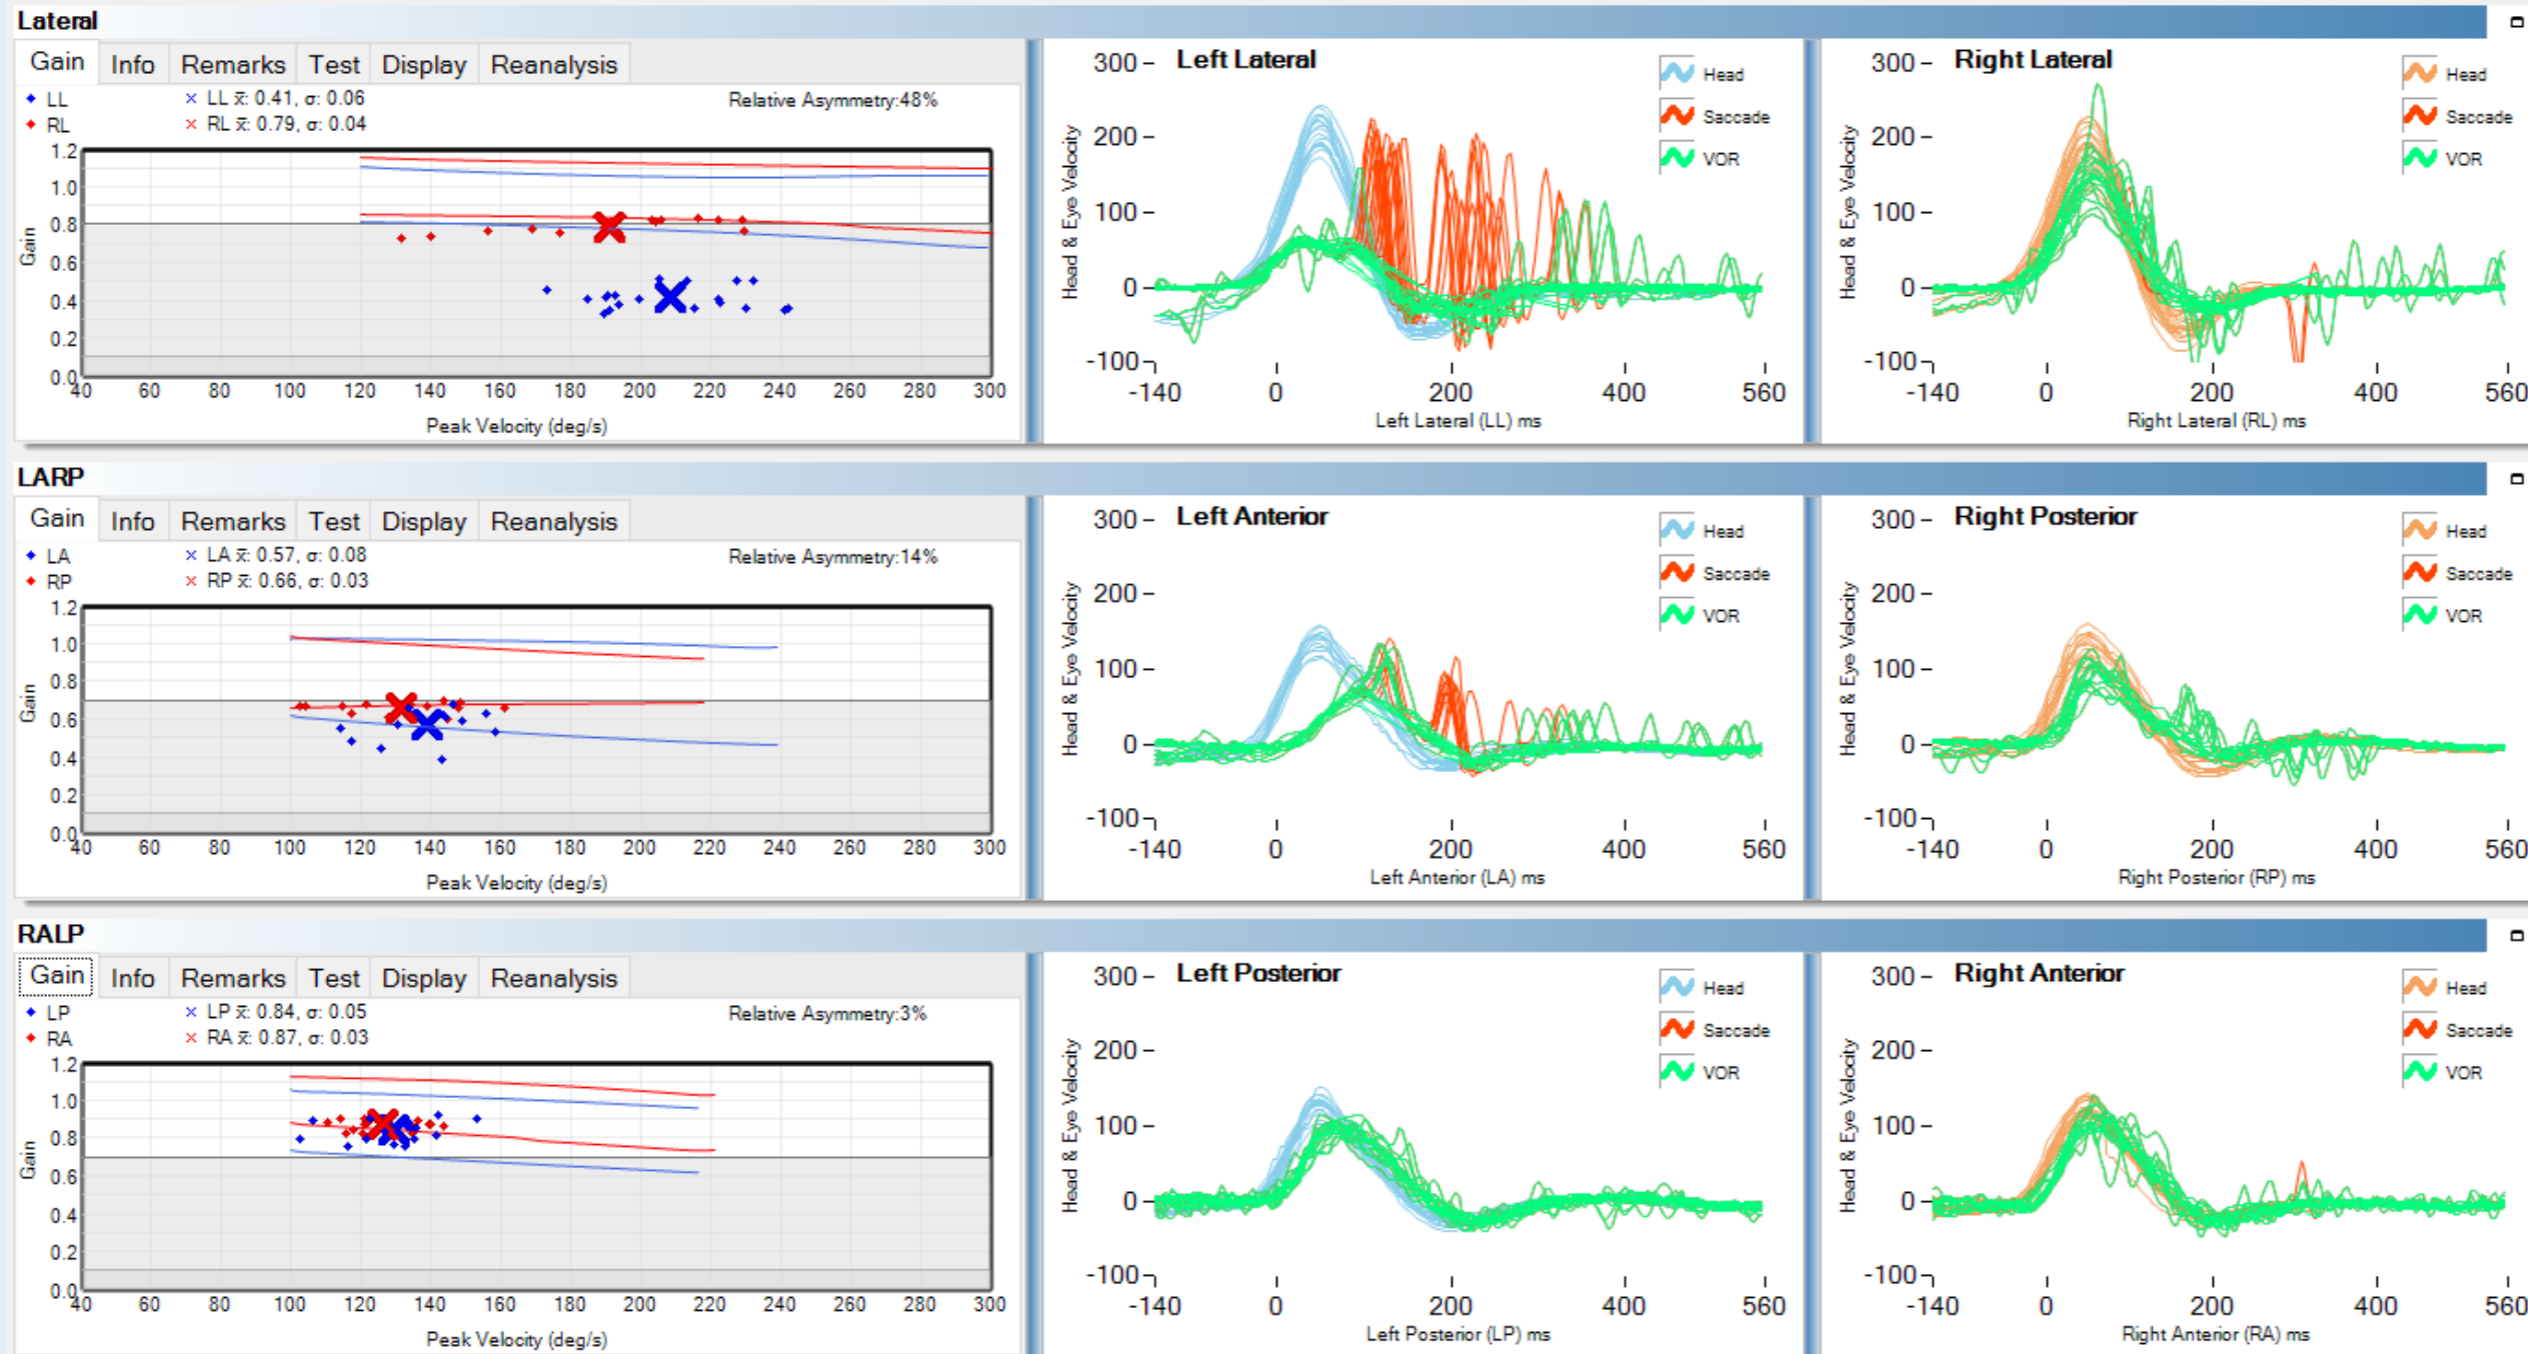 Lateral
Gain Info Remarks Test Display Reanalysis
LL LL x̄: 0.41, σ: 0.06 Relative Asymmetry:48%
RL RL x̄: 0.79, σ: 0.04
1.2
1.0
0.8
0.6
0.4
0.2
0.0
Gain
40 60 80 100 120 140 160 180 200 220 240 260 280 300
Peak Velocity (deg/s)
Left Lateral
Head
Saccade
VOR
300
200
100
0
-100
Head & Eye Velocity
-140 0 200 400 560
Left Lateral (LL) ms
Right Lateral
Head
Saccade
VOR
300
200
100
0
-100
Head & Eye Velocity
-140 0 200 400 560
Right Lateral (RL) ms
LARP
Gain Info Remarks Test Display Reanalysis
LA LA x̄: 0.57, σ: 0.08 Relative Asymmetry:14%
RP RP x̄: 0.66, σ: 0.03
1.2
1.0
0.8
0.6
0.4
0.2
0.0
Gain
40 60 80 100 120 140 160 180 200 220 240 260 280 300
Peak Velocity (deg/s)
Left Anterior
Head
Saccade
VOR
300
200
100
0
-100
Head & Eye Velocity
-140 0 200 400 560
Left Anterior (LA) ms
Right Posterior
Head
Saccade
VOR
300
200
100
0
-100
Head & Eye Velocity
-140 0 200 400 560
Right Posterior (RP) ms
RALP
Gain Info Remarks Test Display Reanalysis
LP LP x̄: 0.84, σ: 0.05 Relative Asymmetry:3%
RA RA x̄: 0.87, σ: 0.03
1.2
1.0
0.8
0.6
0.4
0.2
0.0
Gain
40 60 80 100 120 140 160 180 200 220 240 260 280 300
Peak Velocity (deg/s)
Left Posterior
Head
Saccade
VOR
300
200
100
0
-100
Head & Eye Velocity
-140 0 200 400 560
Left Posterior (LP) ms
Right Anterior
Head
Saccade
VOR
300
200
100
0
-100
Head & Eye Velocity
-140 0 200 400 560
Right Anterior (RA) ms